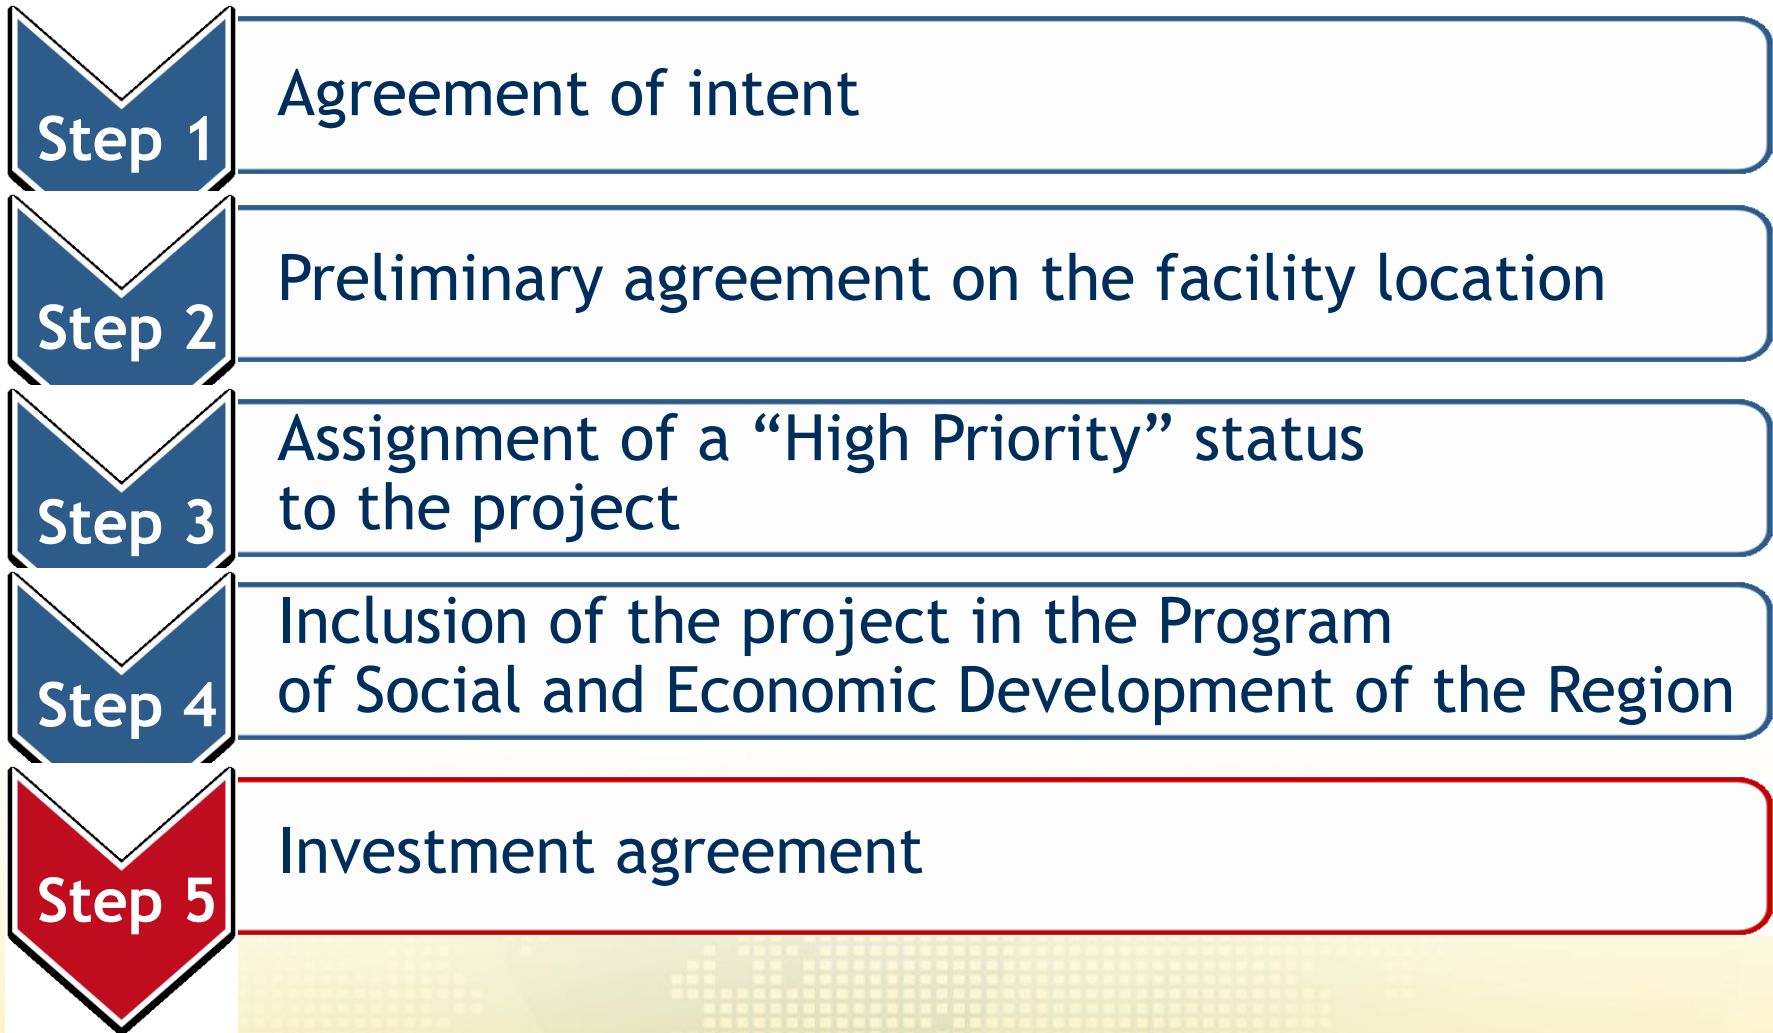 Step 1
Agreement of intent
Step 2
Preliminary agreement on the facility location
Step 3
Assignment of a “High Priority” status
to the project
Step 4
Inclusion of the project in the Program
of Social and Economic Development of the Region
Step 5
Investment agreement